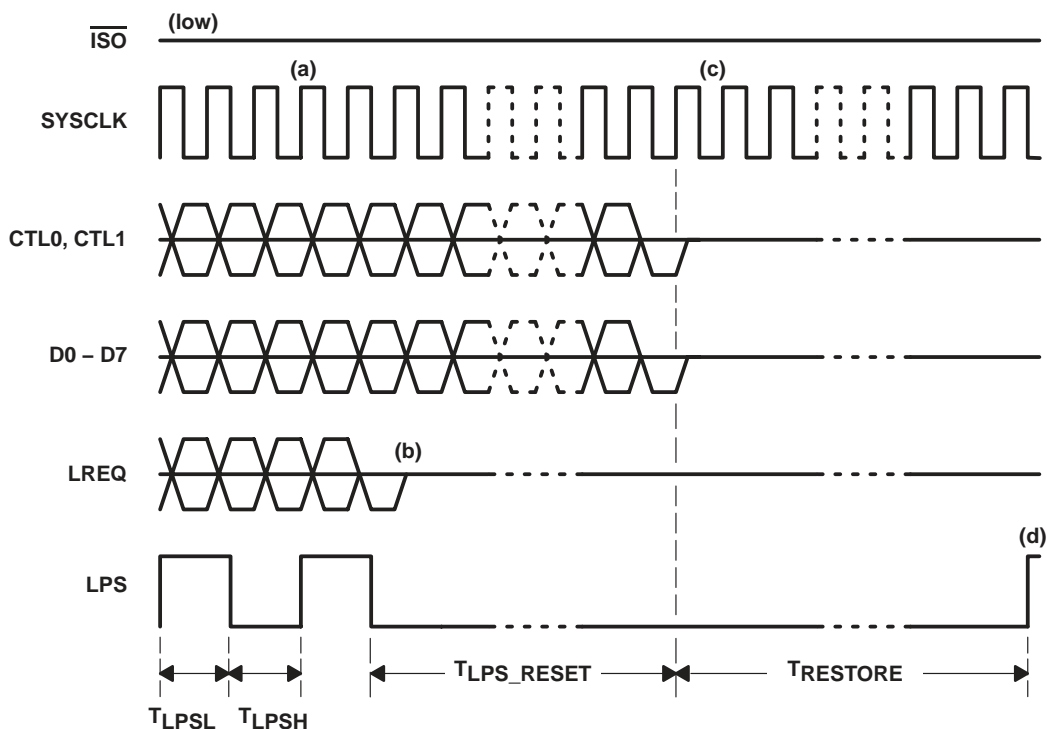 (low)
ISO
(a)
(c)
SYSCLK
CTL0, CTL1
D0 – D7
(b)
LREQ
(d)
LPS
TLPS_RESET
TRESTORE
TLPSL
TLPSH